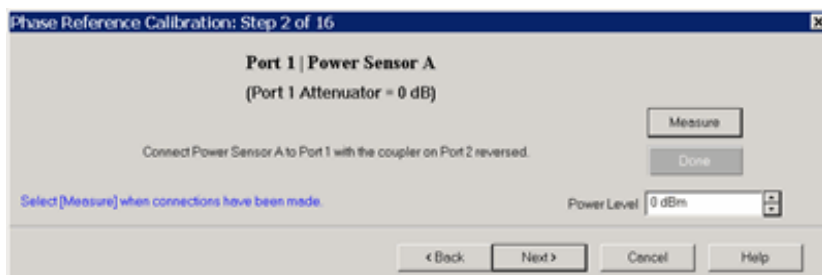 Phase Reference Calibration: Step 2 of 16
Port 1 | Power Sensor A
(Port 1 Attenuator = 0 dB)
Measure
Connect Power Sensor A to Port 1 with the coupler on Port 2 reversed.
Done
Select [Measure] when connections have been made.
Power Level 0 dBm
< Back Next > Cancel Help